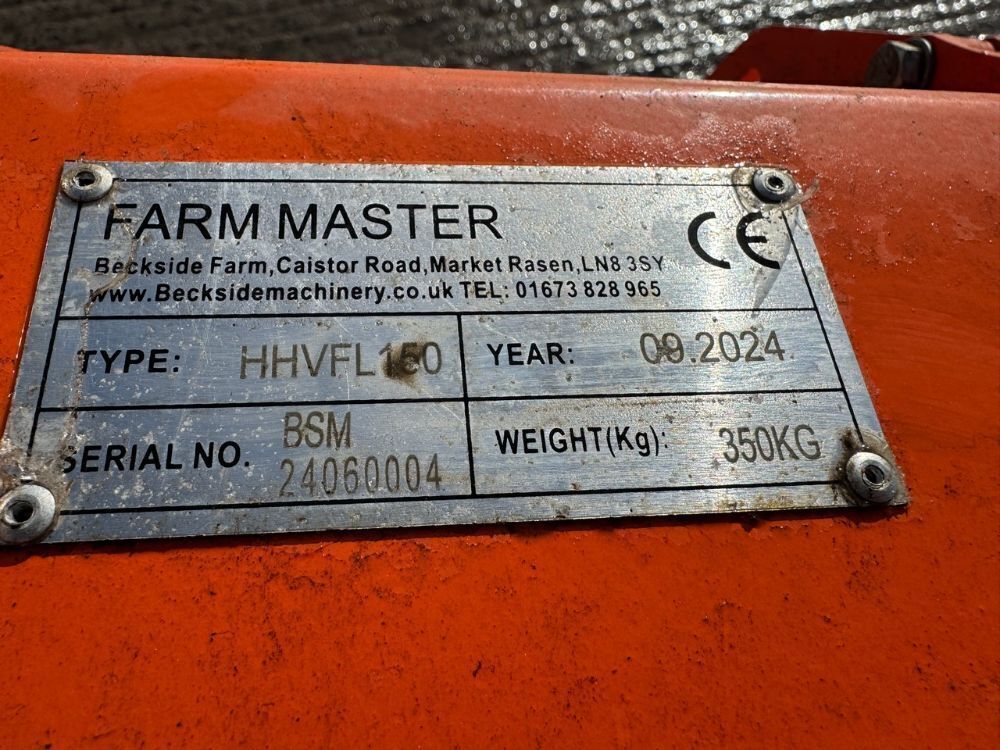 FARM MASTER
CE
Beckside Farm,Caistor Road,Market Rasen,LN8 3SY
www.Becksidemachinery.co.uk TEL: 01673 828 965
TYPE: HHVFL150 YEAR: 09.2024
SERIAL NO. BSM
24060004
WEIGHT(Kg): 350KG